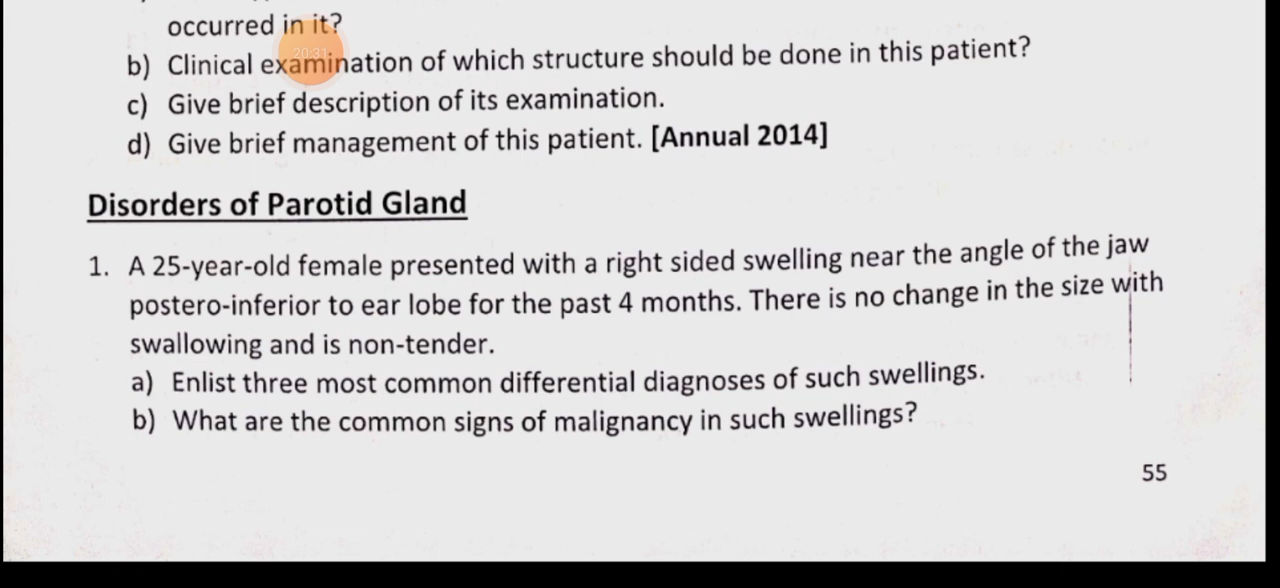 occurred in it?
20:31
b) Clinical examination of which structure should be done in this patient?
c) Give brief description of its examination.
d) Give brief management of this patient. [Annual 2014]
Disorders of Parotid Gland
1. A 25-year-old female presented with a right sided swelling near the angle of the jaw
postero-inferior to ear lobe for the past 4 months. There is no change in the size with
swallowing and is non-tender.
a) Enlist three most common differential diagnoses of such swellings.
b) What are the common signs of malignancy in such swellings?
55